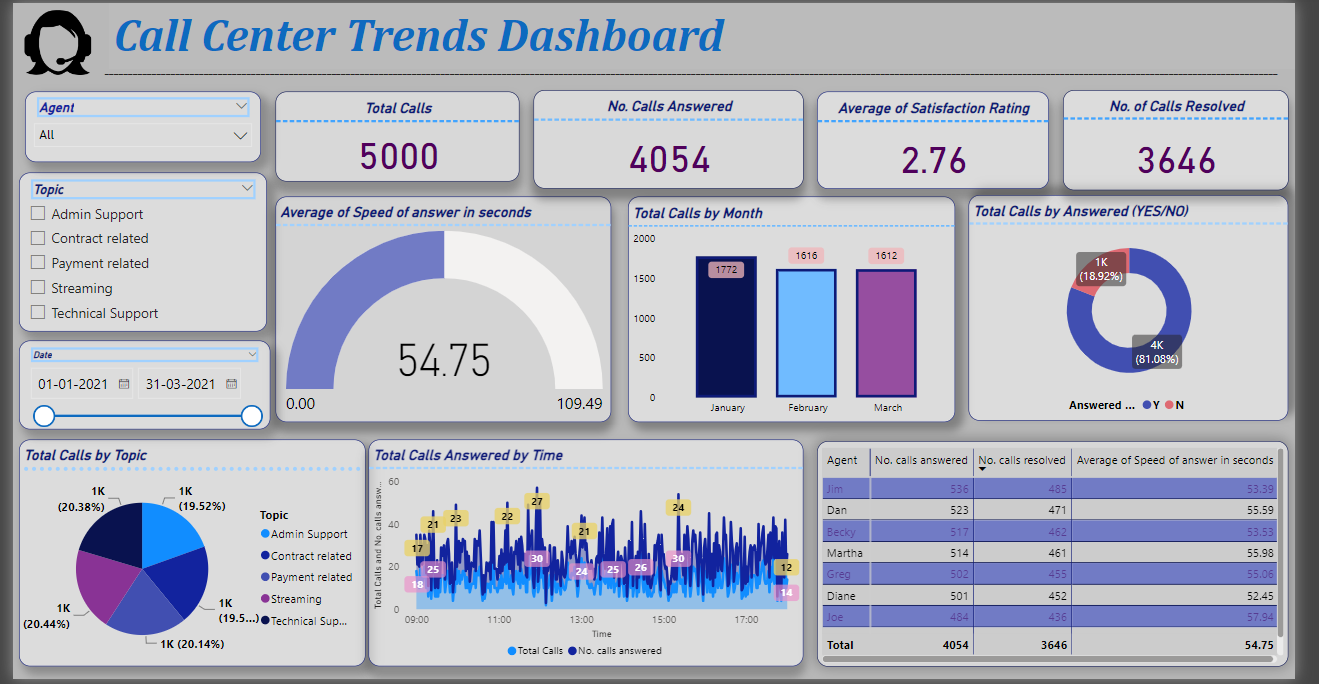 Call Center Trends Dashboard
Agent
All
Total Calls
5000
No. Calls Answered
4054
Average of Satisfaction Rating
2.76
No. of Calls Resolved
3646
Topic
Admin Support
Contract related
Payment related
Streaming
Technical Support
Date
01-01-2021 31-03-2021
Average of Speed of answer in seconds
54.75
0.00 109.49
Total Calls by Month
2000
1500
1000
500
0
1772
1616
1612
January February March
Total Calls by Answered (YES/NO)
1K
(18.92%)
4K
(81.08%)
Answered ... Y N
Total Calls by Topic
1K
(20.38%)
1K
(19.52%)
1K
(19.5...)
1K (20.14%)
1K
(20.44%)
Topic
Admin Support
Contract related
Payment related
Streaming
Technical Sup...
Total Calls Answered by Time
Total Calls and No. calls answ...
60
40
20
0
17 21 23 22 27 21 24 12
18 25 30 24 25 26 30 14
09:00 11:00 13:00 15:00 17:00
Time
Total Calls No. calls answered
Agent No. calls answered No. calls resolved Average of Speed of answer in seconds
Jim 536 485 53.39
Dan 523 471 55.59
Becky 517 462 53.53
Martha 514 461 55.98
Greg 502 455 55.06
Diane 501 452 52.45
Joe 484 436 57.94
Total 4054 3646 54.75